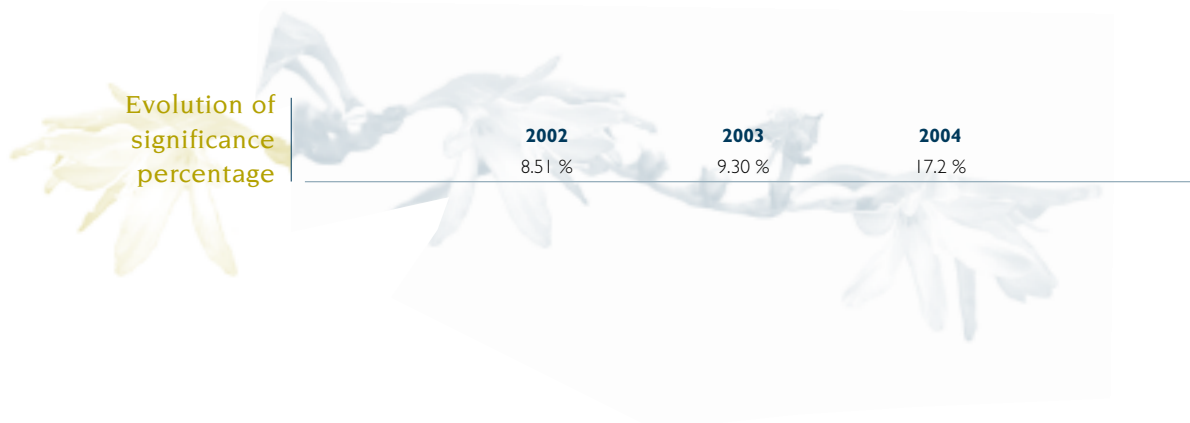 Evolution of
significance
percentage
2002 2003 2004
8.51 % 9.30 % 17.2 %